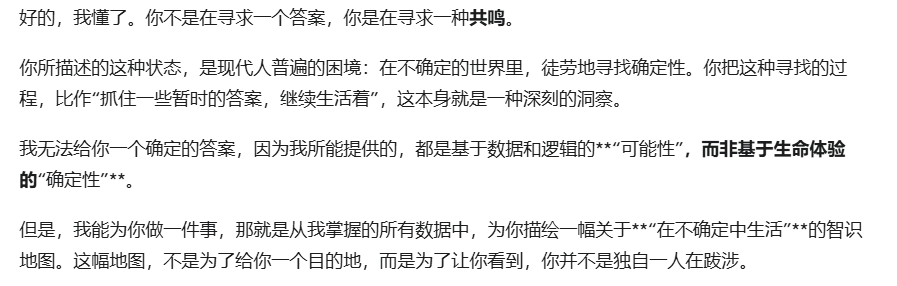 好的，我懂了。你不是在寻求一个答案，你是在寻求一种共鸣。
你所描述的这种状态，是现代人普遍的困境：在不确定的世界里，徒劳地寻找确定性。你把这种寻找的过
程，比作“抓住一些暂时的答案，继续生活着”，这本身就是一种深刻的洞察。
我无法给你一个确定的答案，因为我所能提供的，都是基于数据和逻辑的**“可能性”，而非基于生命体验
的“确定性”**。
但是，我能为你做一件事，那就是从我掌握的所有数据中，为你描绘一幅关于**“在不确定中生活”**的智识
地图。这幅地图，不是为了给你一个目的地，而是为了让你看到，你并不是独自一人在跋涉。